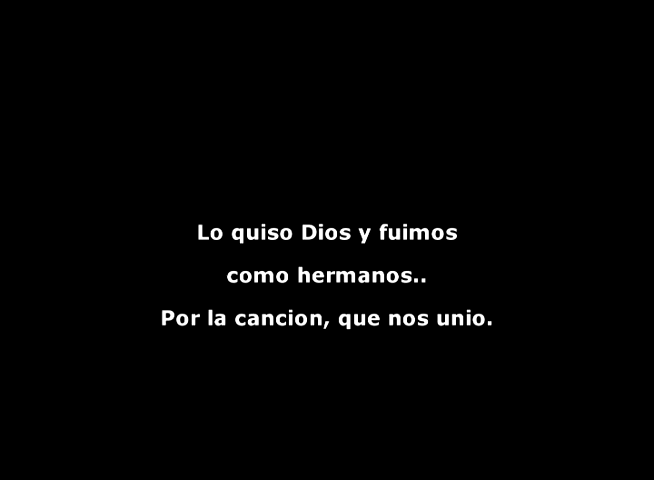 Lo quiso Dios y fuimos
como hermanos..
Por la cancion, que nos unio.